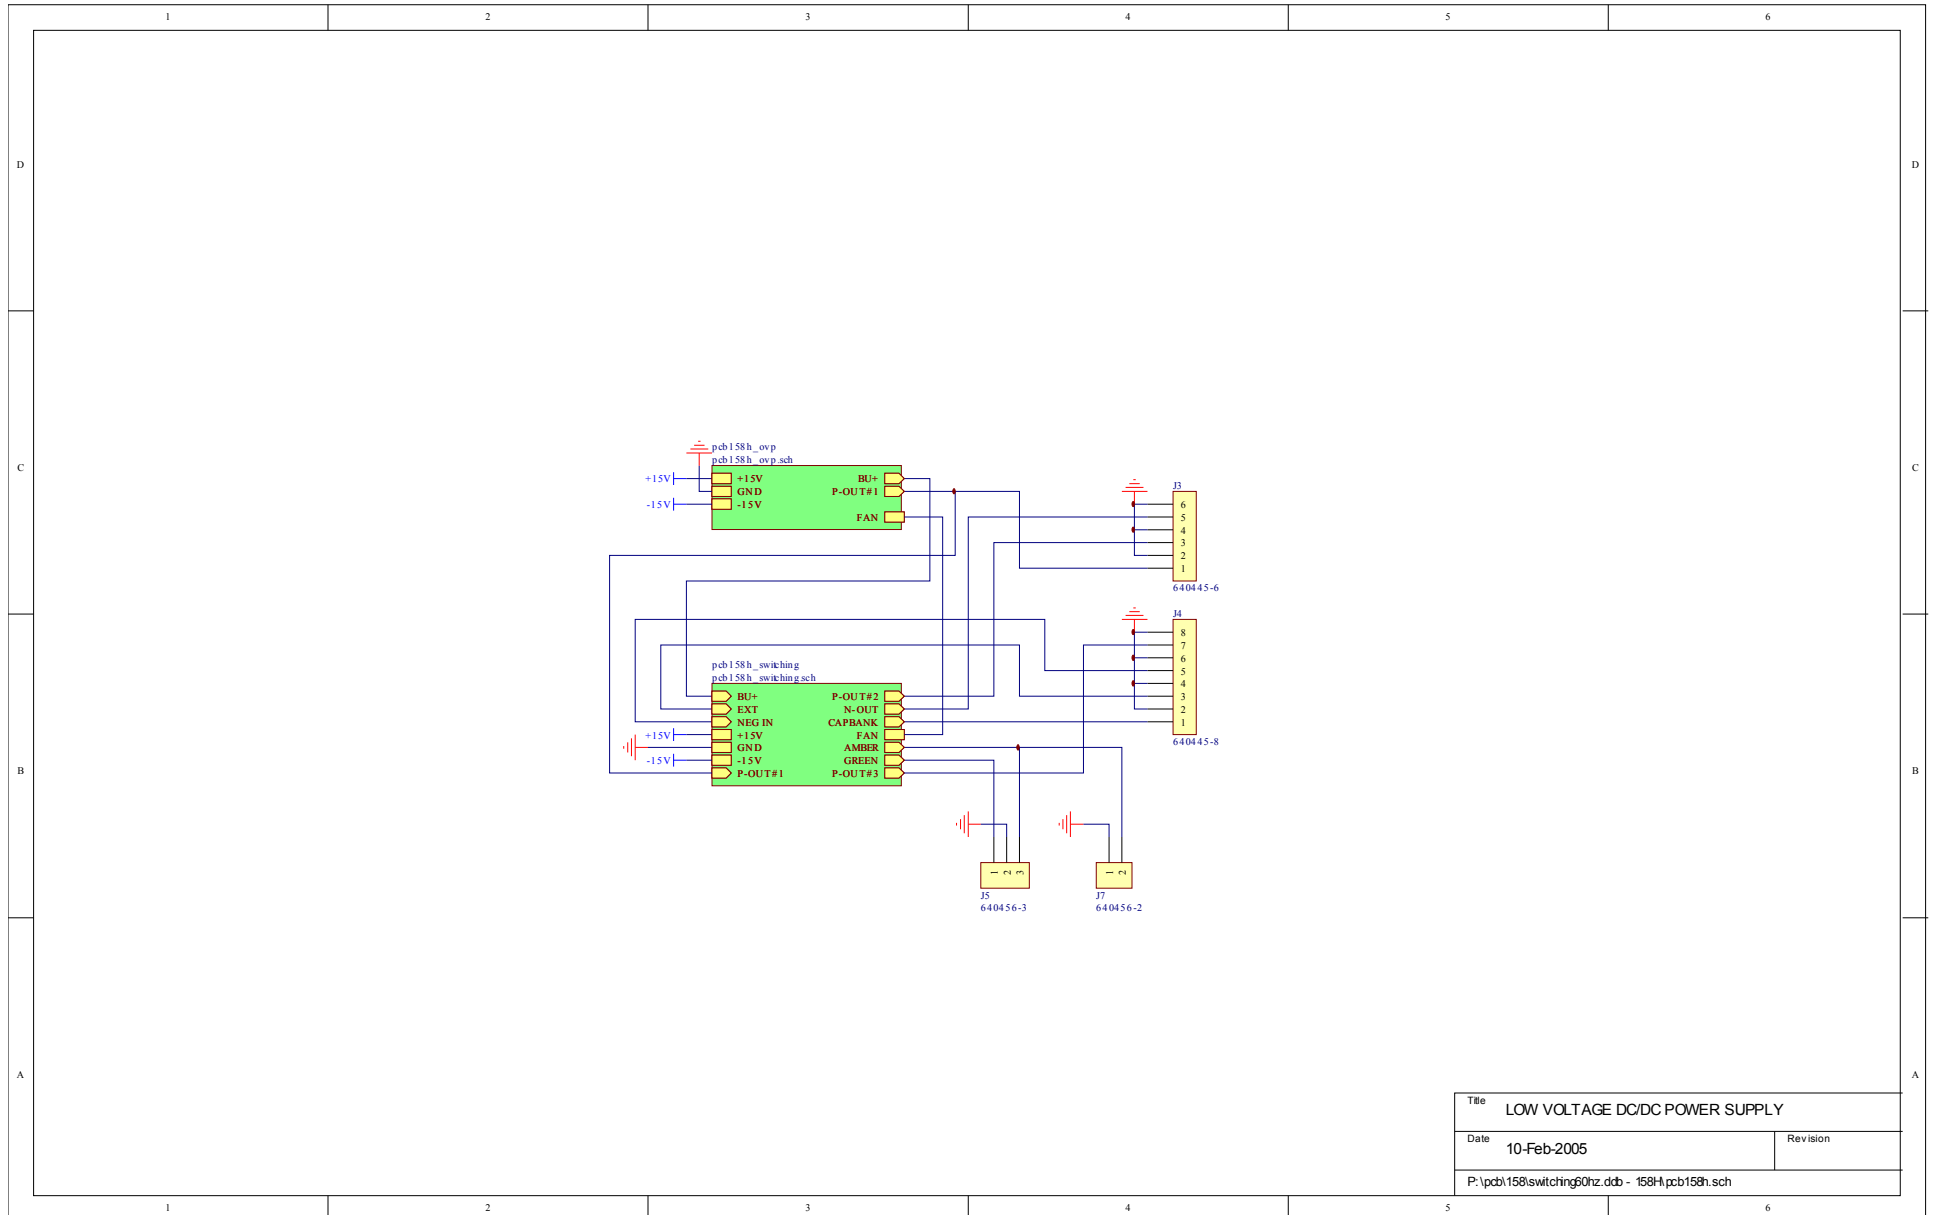 1 2 3 4 5 6
D D
C C
B B
A A
pcb158h_ovp
pcb158h_ovp.sch
+15V +15V BU+
GND P-OUT#1
-15V -15V
FAN
J3
6
5
4
3
2
1
640445-6
J4
8
7
6
5
4
3
2
1
640445-8
pcb158h_switching
pcb158h_switching.sch
BU+ P-OUT#2
EXT N-OUT
NEG IN CAPBANK
+15V +15V FAN
GND AMBER
-15V -15V GREEN
P-OUT#1 P-OUT#3
1 2 3
J5
640456-3
1 2
J7
640456-2
Title LOW VOLTAGE DC/DC POWER SUPPLY
Date 10-Feb-2005 Revision
P:\pcb\158\switching60hz.ddb - 158H\pcb158h.sch
1 2 3 4 5 6